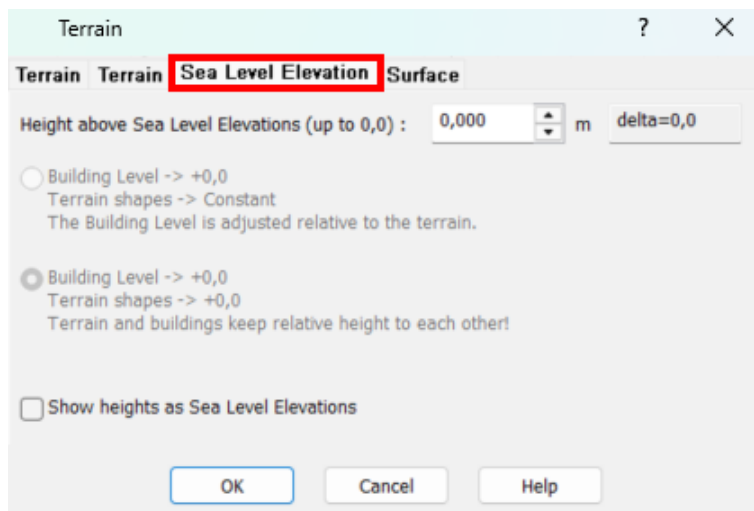 Terrain ? X
Terrain Terrain Sea Level Elevation Surface
Height above Sea Level Elevations (up to 0,0) : 0,000 m delta=0,0
Building Level -> +0,0
Terrain shapes -> Constant
The Building Level is adjusted relative to the terrain.
Building Level -> +0,0
Terrain shapes -> +0,0
Terrain and buildings keep relative height to each other!
Show heights as Sea Level Elevations
OK Cancel Help